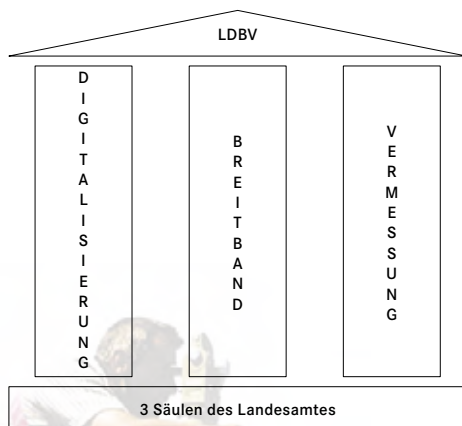 LDBV
DIGITALISIERUNG
BREITBAND
VERMESSUNG
3 Säulen des Landesamtes